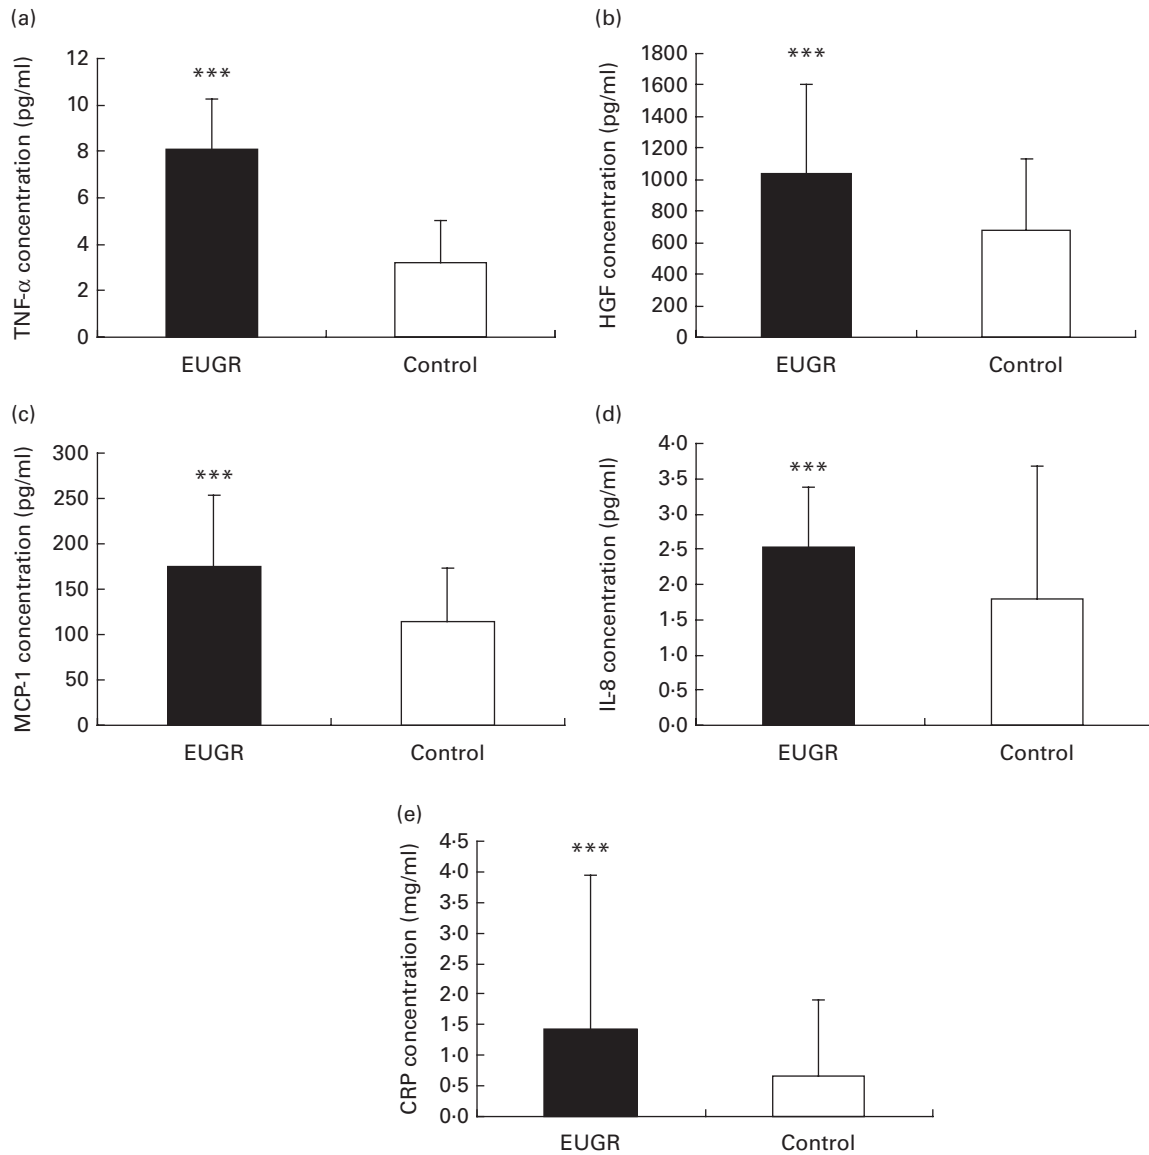 (a)
TNF-α concentration (pg/ml)
12
10
8
6
4
2
0
***
EUGR
Control
(b)
HGF concentration (pg/ml)
1800
1600
1400
1200
1000
800
600
400
200
0
***
EUGR
Control
(c)
MCP-1 concentration (pg/ml)
300
250
200
150
100
50
0
***
EUGR
Control
(d)
IL-8 concentration (pg/ml)
4·0
3·5
3·0
2·5
2·0
1·5
1·0
0·5
0·0
***
EUGR
Control
(e)
CRP concentration (mg/ml)
4·5
4·0
3·5
3·0
2·5
2·0
1·5
1·0
0·5
0·0
***
EUGR
Control